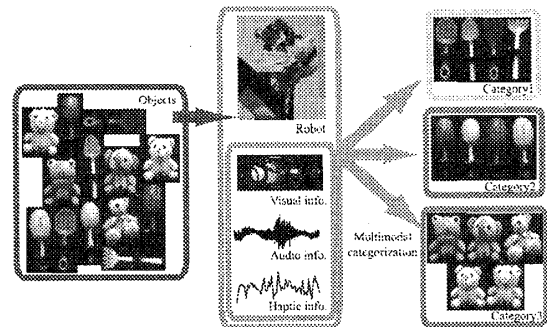 Objects
Robot
Visual info.
Audio info.
Haptic info.
Multimodal
categorization
Category1
Category2
Category3